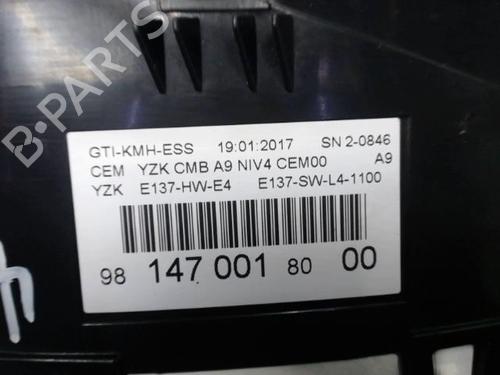 GTI-KMH-ESS 19:01:2017 SN 2-0846
CEM YZK CMB A9 NIV4 CEM00 A9
YZK E137-HW-E4 E137-SW-L4-1100
98 147 001 80 00
B-PARTS